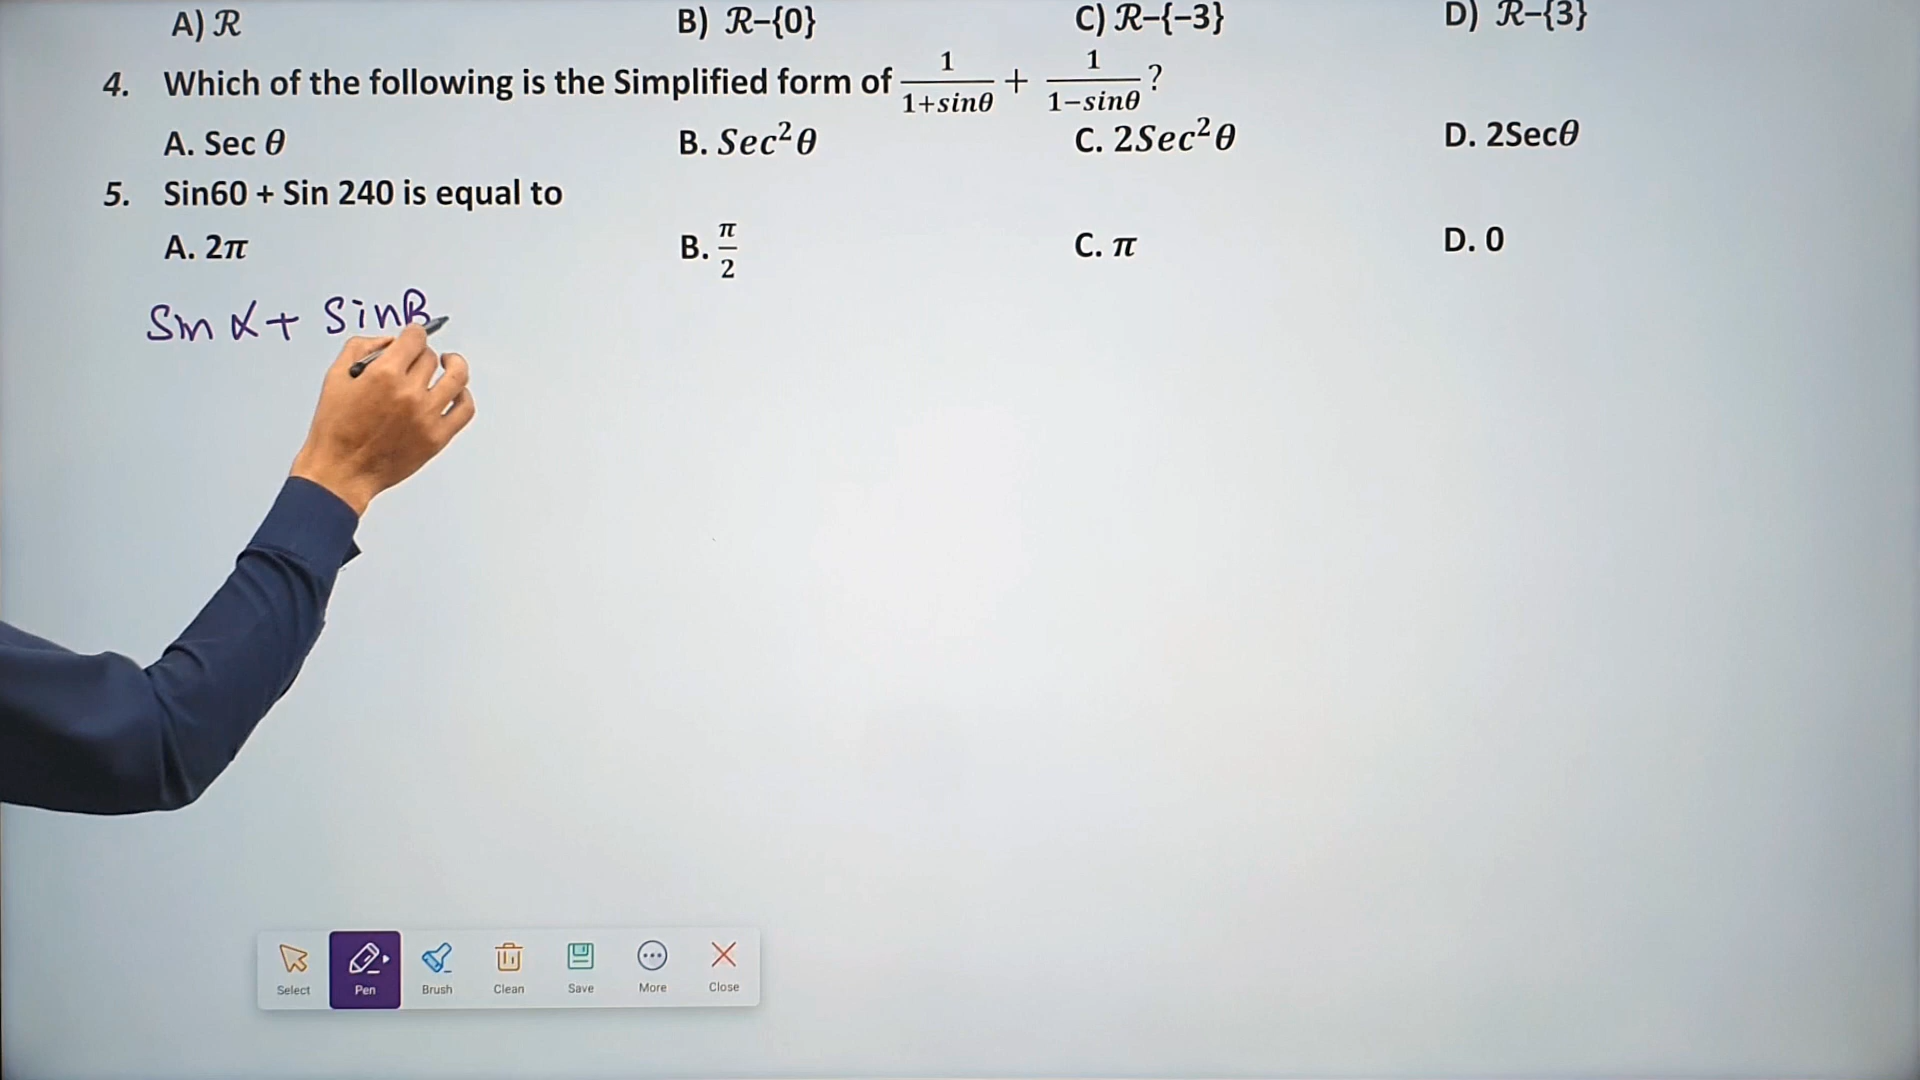 A) ℛ B) ℛ–{0} C) ℛ–{–3} D) ℛ–{3}
4. Which of the following is the Simplified form of 1/(1+sinθ) + 1/(1−sinθ) ?
A. Sec θ B. Sec²θ C. 2Sec²θ D. 2Secθ
5. Sin60 + Sin 240 is equal to
A. 2π B. π/2 C. π D. 0
Sin α + Sinβ
Select Pen Brush Clean Save More Close